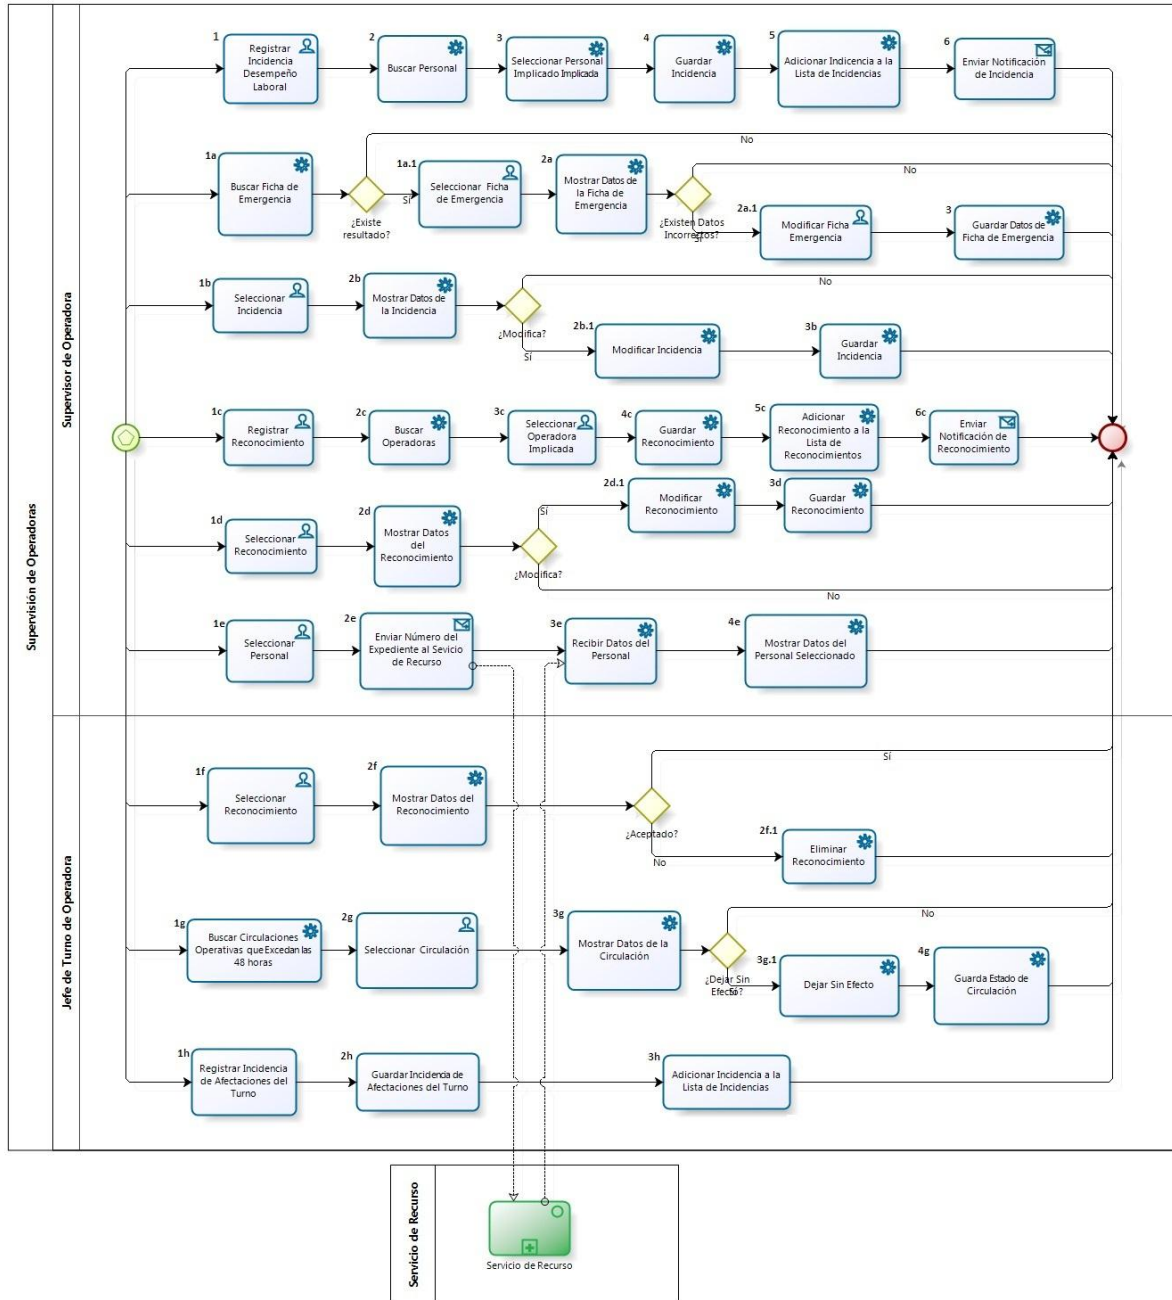 Supervisión de Operadoras
Supervisor de Operadora
1
Registrar
Incidencia
Desempeño
Laboral
2
Buscar Personal
3
Seleccionar Personal
Implicado Implicada
4
Guardar
Incidencia
5
Adicionar Indicencia a la
Lista de Incidencias
6
Enviar Notificación
de Incidencia
1a
Buscar Ficha de
Emergencia
¿Existe
resultado?
No
Sí
1a.1
Seleccionar Ficha
de Emergencia
2a
Mostrar Datos de
la Ficha de
Emergencia
¿Existen Datos
Incorrectos?
No
Sí
2a.1
Modificar Ficha
Emergencia
3
Guardar Datos de
Ficha de Emergencia
1b
Seleccionar
Incidencia
2b
Mostrar Datos de
la Incidencia
¿Modifica?
No
Sí
2b.1
Modificar Incidencia
3b
Guardar
Incidencia
1c
Registrar
Reconocimiento
2c
Buscar
Operadoras
3c
Seleccionar
Operadora
Implicada
4c
Guardar
Reconocimiento
5c
Adicionar
Reconocimiento a la
Lista de
Reconocimientos
6c
Enviar
Notificación de
Reconocimiento
1d
Seleccionar
Reconocimiento
2d
Mostrar Datos
del
Reconocimiento
¿Modifica?
Sí
No
2d.1
Modificar
Reconocimiento
3d
Guardar
Reconocimiento
1e
Seleccionar
Personal
2e
Enviar Número del
Expediente al Sevicio
de Recurso
3e
Recibir Datos del
Personal
4e
Mostrar Datos del
Personal Seleccionado
Jefe de Turno de Operadora
1f
Seleccionar
Reconocimiento
2f
Mostrar Datos del
Reconocimiento
¿Aceptado?
Sí
No
2f.1
Eliminar
Reconocimiento
1g
Buscar Circulaciones
Operativas que Excedan las
48 horas
2g
Seleccionar Circulación
3g
Mostrar Datos de la
Circulación
¿Dejar Sin
Efecto?
No
Sí
3g.1
Dejar Sin Efecto
4g
Guarda Estado de
Circulación
1h
Registrar Incidencia
de Afectaciones del
Turno
2h
Guardar Incidencia de
Afectaciones del Turno
3h
Adicionar Incidencia a la
Lista de Incidencias
Servicio de Recurso
Servicio de Recurso